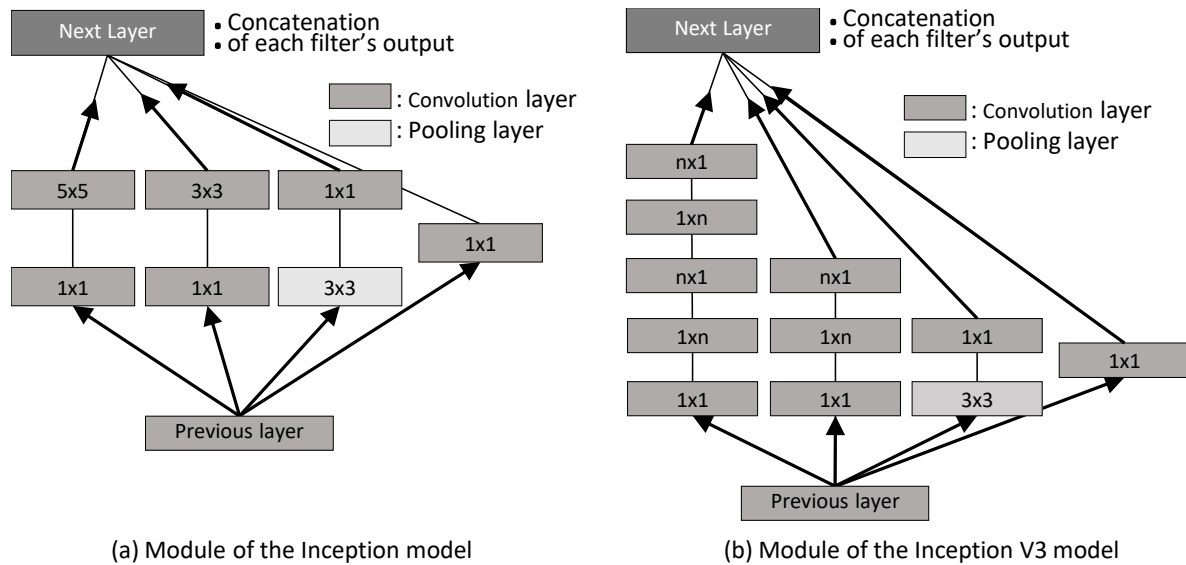 Next Layer
: Concatenation
: of each filter's output
: Convolution layer
: Pooling layer
5x5 3x3 1x1
1x1
1x1 1x1 3x3
Previous layer
(a) Module of the Inception model
Next Layer
: Concatenation
: of each filter's output
: Convolution layer
: Pooling layer
nx1
1xn
nx1 nx1
1xn 1xn 1x1
1x1
1x1 1x1 3x3
Previous layer
(b) Module of the Inception V3 model